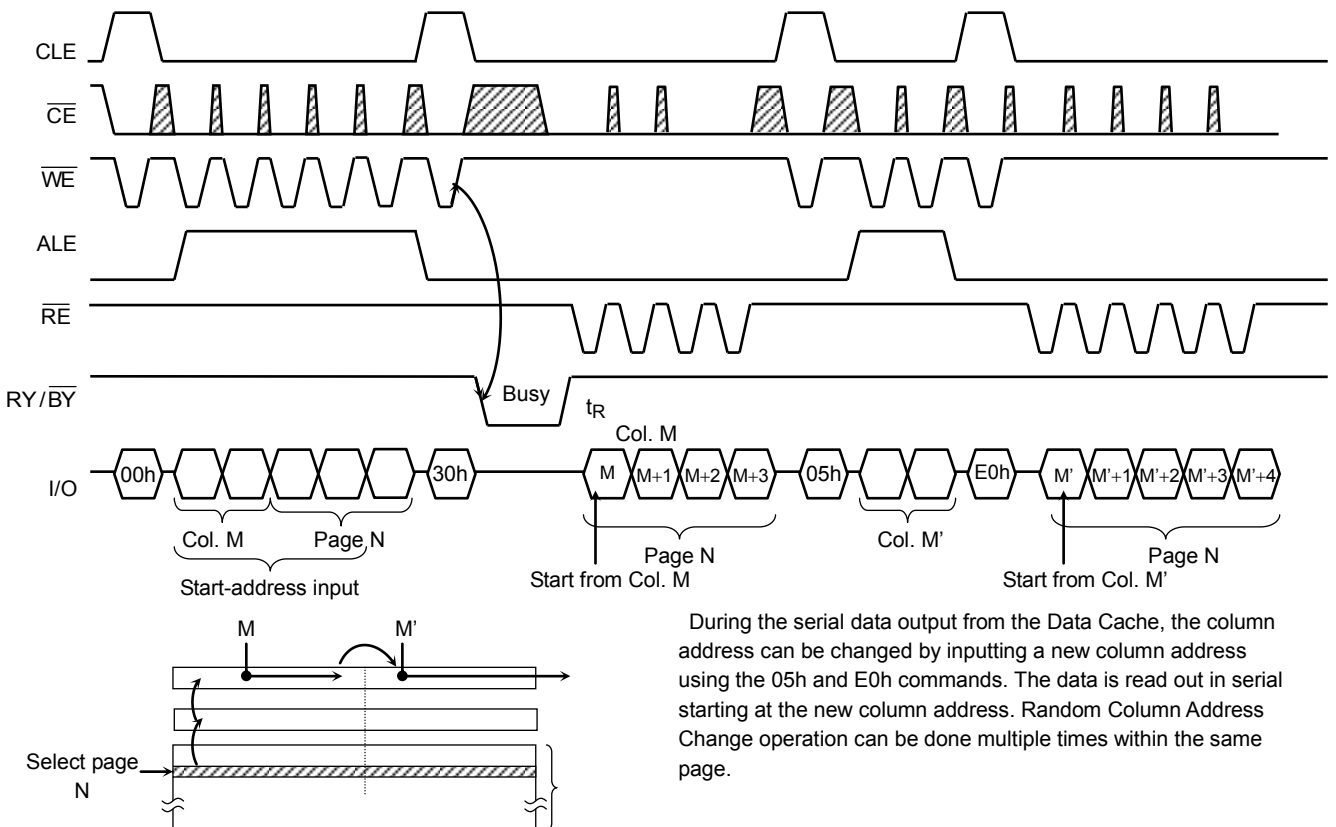 CLE
CE
WE
ALE
RE
RY/BY
Busy
tR
Col. M
I/O
00h
30h
M
M+1
M+2
M+3
05h
E0h
M'
M'+1
M'+2
M'+3
M'+4
Col. M
Page N
Start-address input
Page N
Start from Col. M
Col. M'
Page N
Start from Col. M'
M
M'
Select page
N
During the serial data output from the Data Cache, the column
address can be changed by inputting a new column address
using the 05h and E0h commands. The data is read out in serial
starting at the new column address. Random Column Address
Change operation can be done multiple times within the same
page.